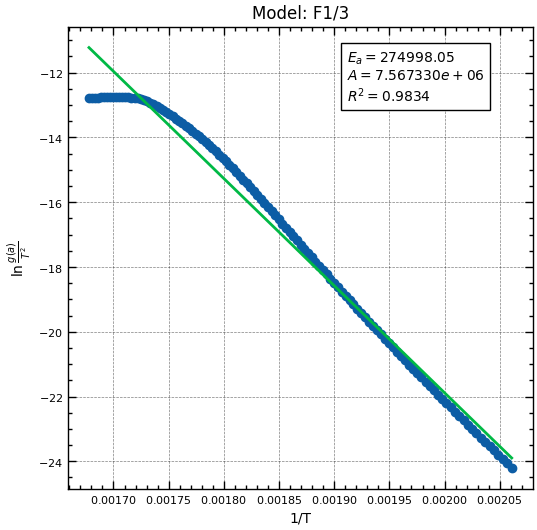 Model: F1/3
E_a = 274998.05
A = 7.567330e + 06
R^2 = 0.9834
−12
−14
−16
−18
−20
−22
−24
ln g(a)/T^2
0.00170 0.00175 0.00180 0.00185 0.00190 0.00195 0.00200 0.00205
1/T